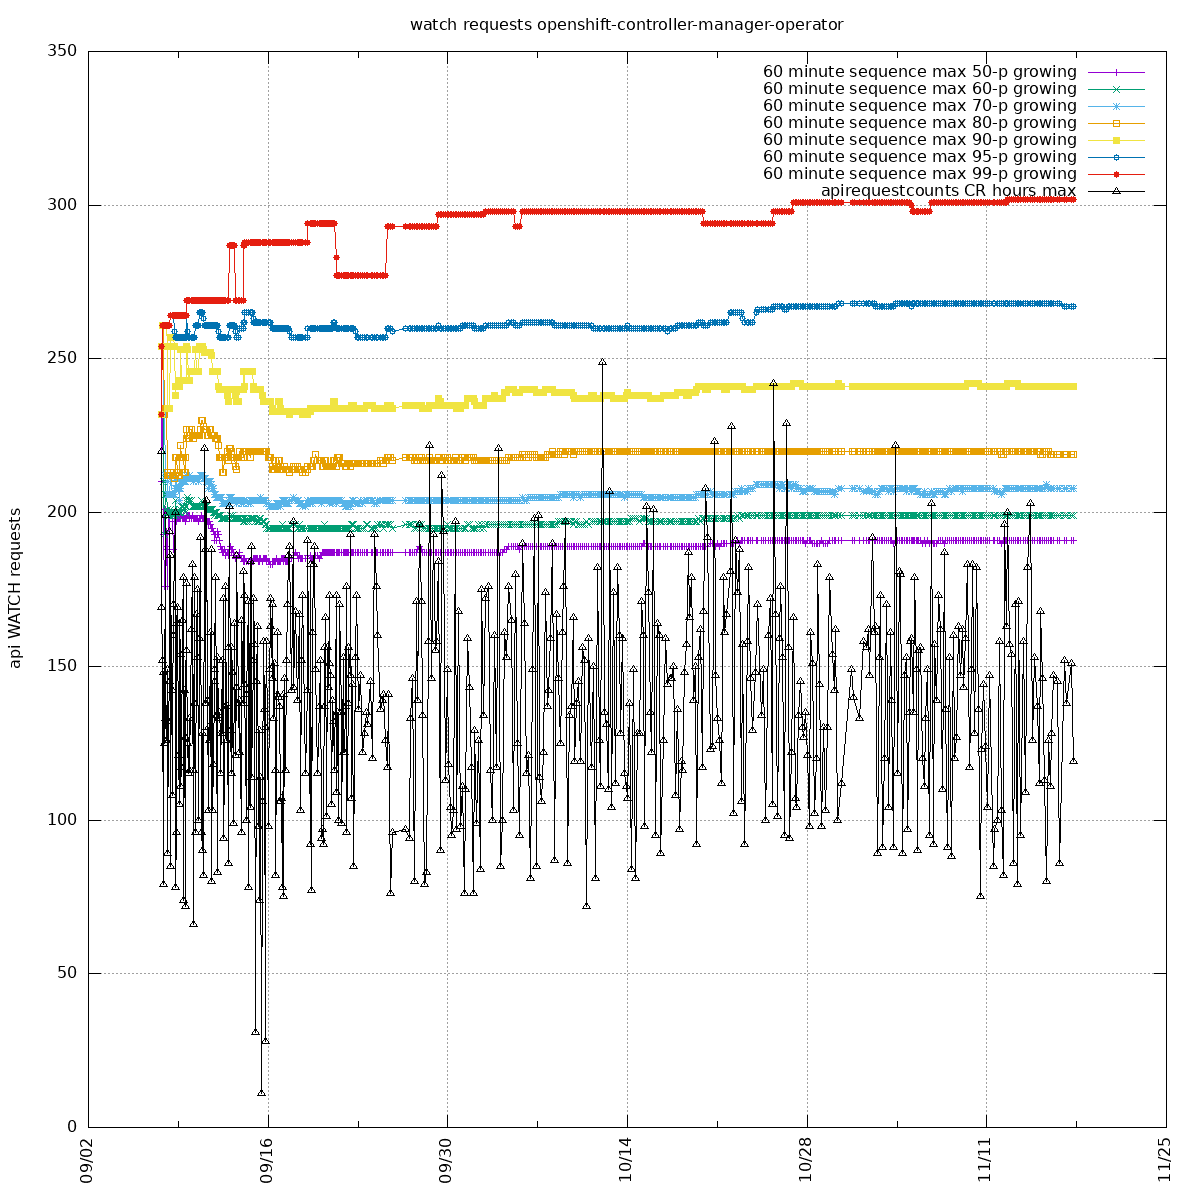 watch requests openshift-controller-manager-operator
350
300
250
200
150
100
50
0
api WATCH requests
60 minute sequence max 50-p growing
60 minute sequence max 60-p growing
60 minute sequence max 70-p growing
60 minute sequence max 80-p growing
60 minute sequence max 90-p growing
60 minute sequence max 95-p growing
60 minute sequence max 99-p growing
apirequestcounts CR hours max
09/02
09/16
09/30
10/14
10/28
11/11
11/25